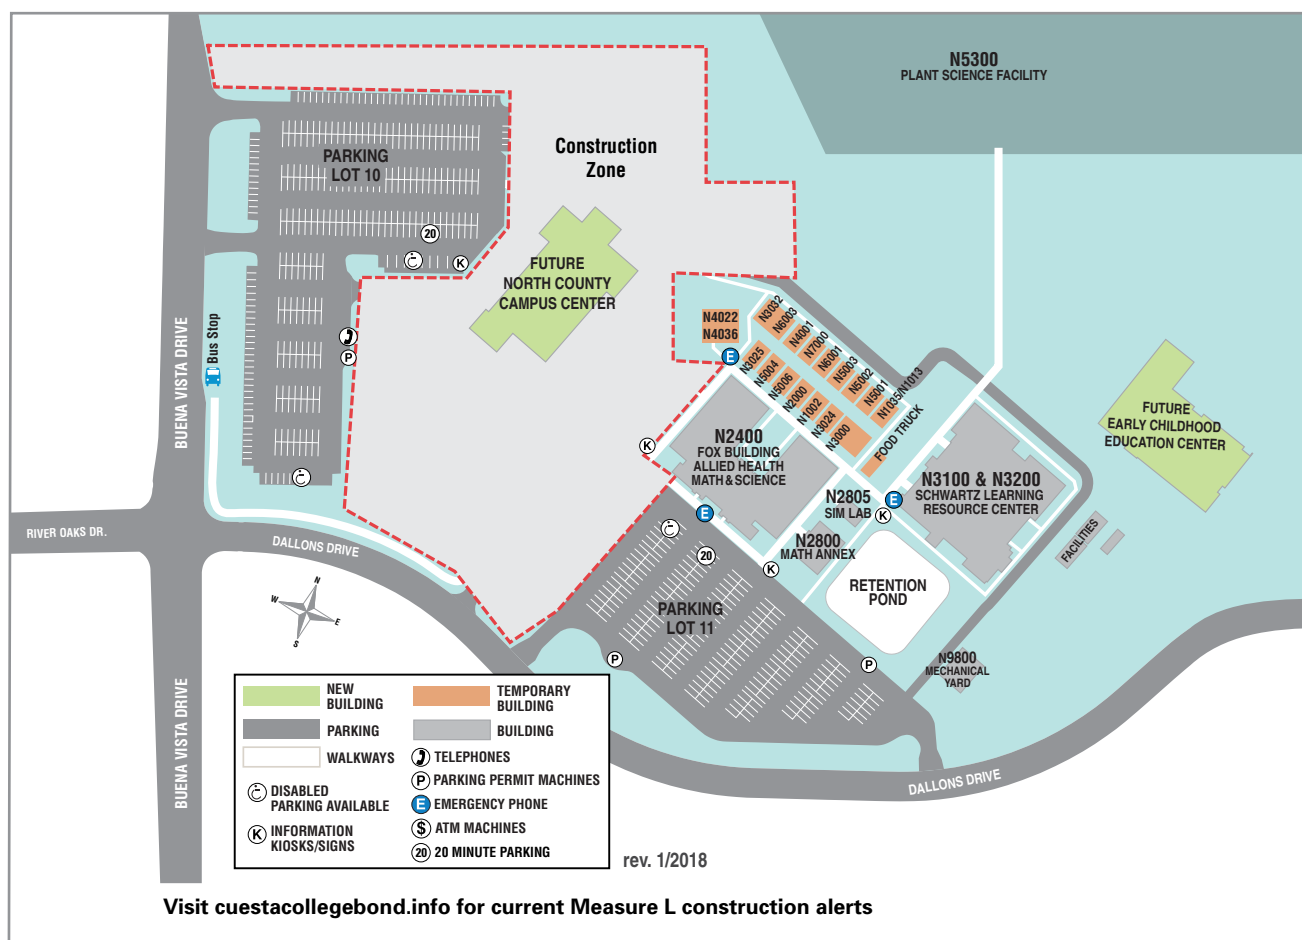 N5300
PLANT SCIENCE FACILITY
Construction
Zone
PARKING
LOT 10
20
K
FUTURE
NORTH COUNTY
CAMPUS CENTER
N4022
N4036
E
N3032
N6003
N4001
N7000
N6001
N5003
N5002
N5001
N1035/N1013
N3025
N5004
N5006
N2000
N1002
N3024
N3000
FOOD TRUCK
BUENA VISTA DRIVE
Bus Stop
P
FUTURE
EARLY CHILDHOOD
EDUCATION CENTER
K
N2400
FOX BUILDING
ALLIED HEALTH
MATH & SCIENCE
N3100 & N3200
SCHWARTZ LEARNING
RESOURCE CENTER
N2805
SIM LAB
E
K
E
20
N2800
MATH ANNEX
K
FACILITIES
RIVER OAKS DR.
DALLONS DRIVE
RETENTION
POND
PARKING
LOT 11
N
W
E
S
P
P
N9800
MECHANICAL
YARD
BUENA VISTA DRIVE
DALLONS DRIVE
NEW
BUILDING
TEMPORARY
BUILDING
PARKING
BUILDING
WALKWAYS
TELEPHONES
P PARKING PERMIT MACHINES
DISABLED
PARKING AVAILABLE
E EMERGENCY PHONE
K INFORMATION
KIOSKS/SIGNS
$ ATM MACHINES
20 20 MINUTE PARKING
rev. 1/2018
Visit cuestacollegebond.info for current Measure L construction alerts